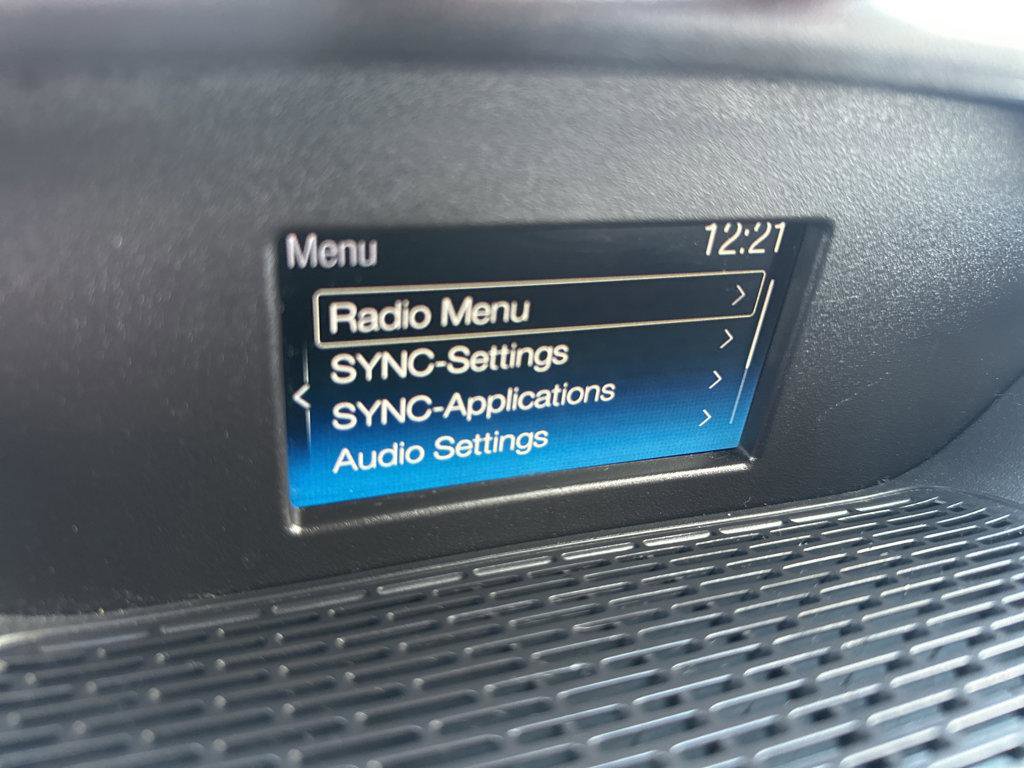 Menu 12:21
Radio Menu
SYNC-Settings
SYNC-Applications
Audio Settings